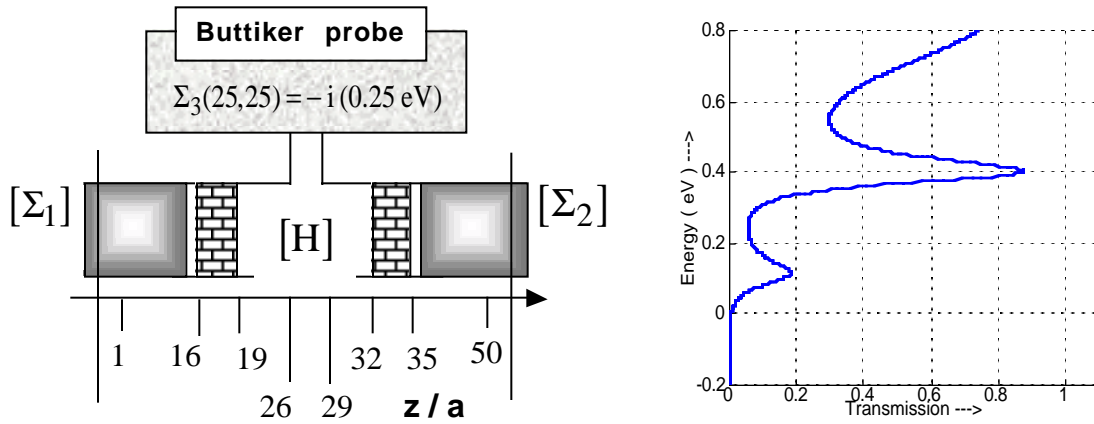 Buttiker probe
Σ3(25,25) = − i (0.25 eV)
[Σ1]
[H]
[Σ2]
1
16
19
26
29
32
35
50
z / a
0.8
0.6
0.4
0.2
0
-0.2
Energy ( eV ) --->
0
0.2
0.4
0.6
0.8
1
Transmission --->